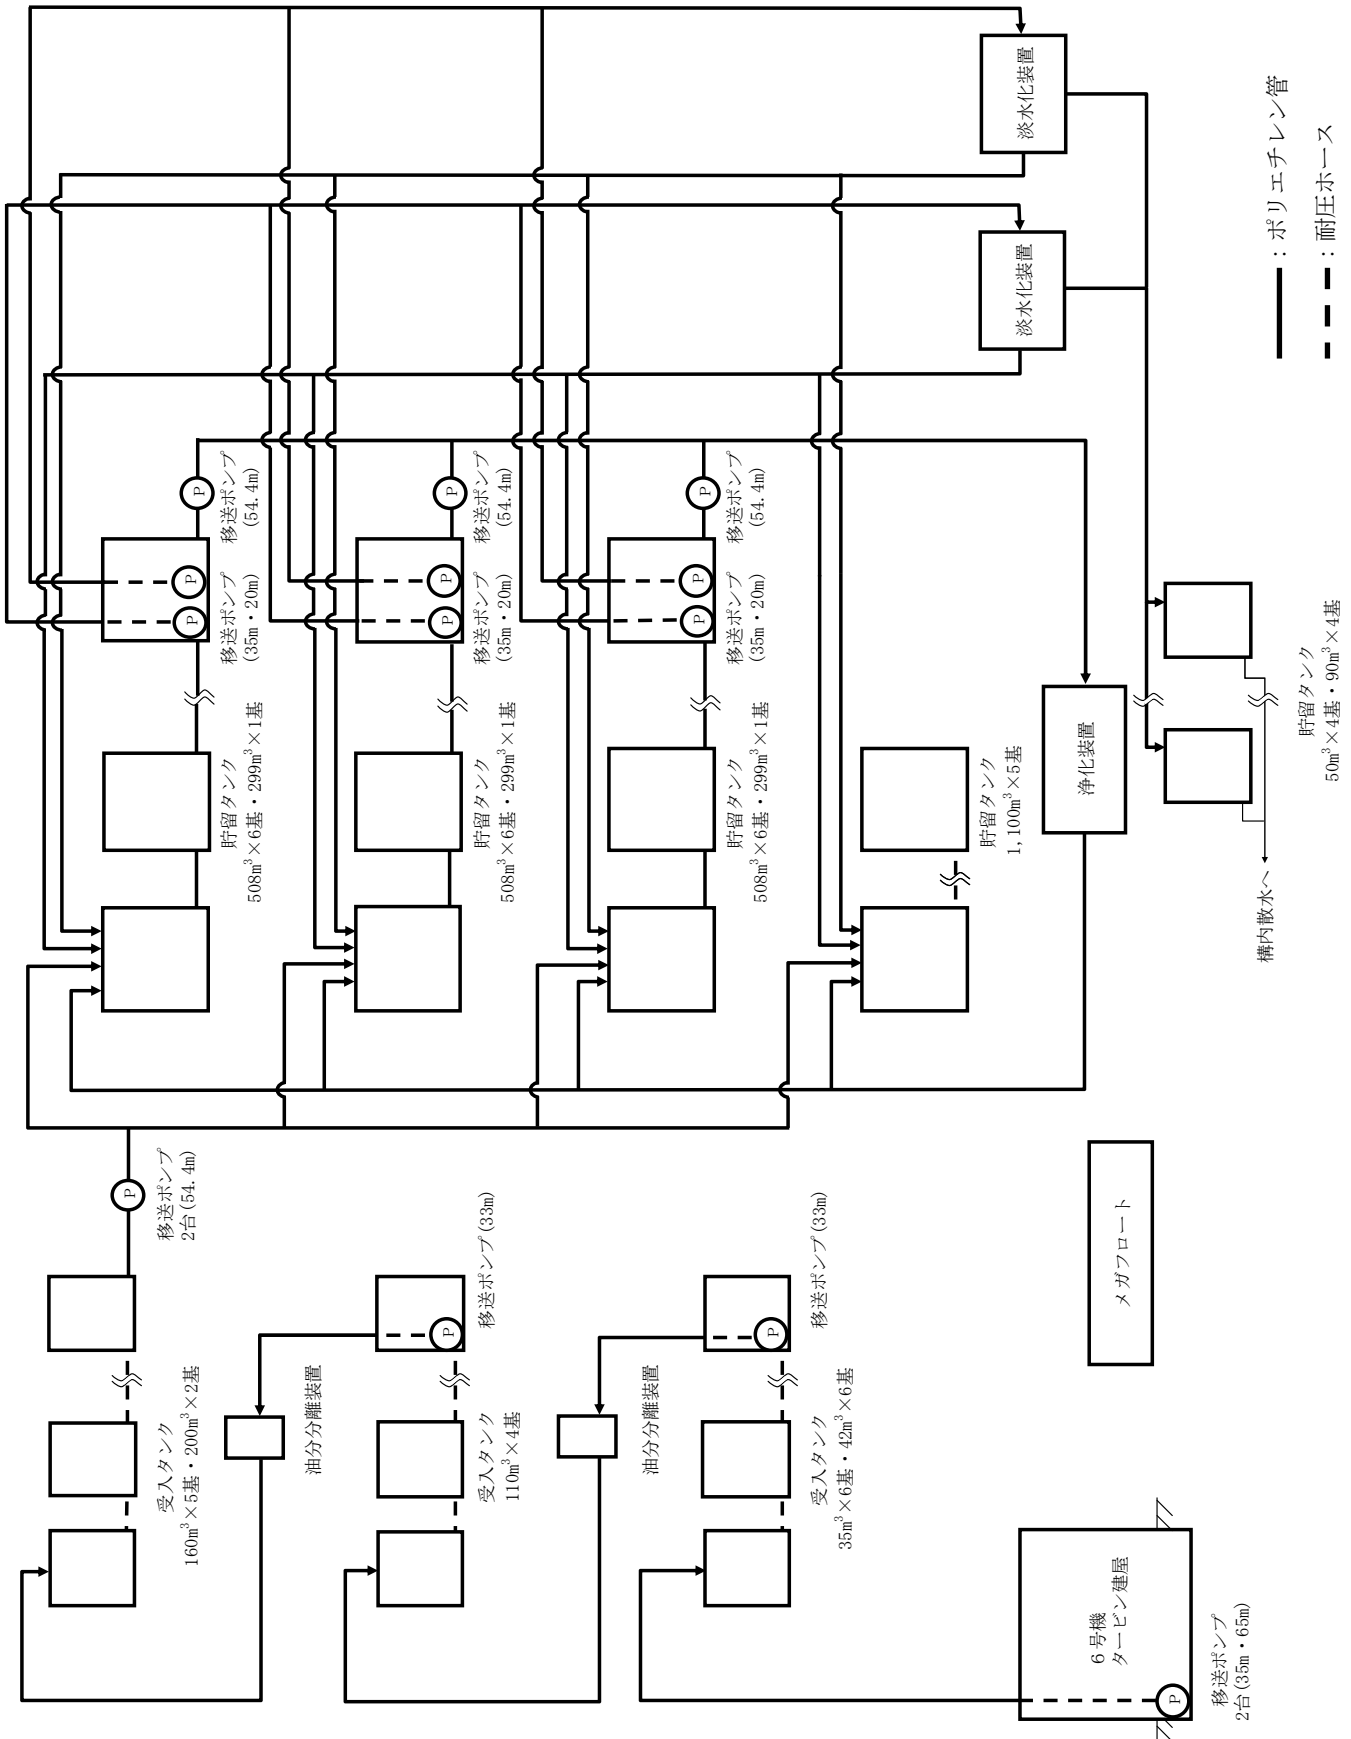 受入タンク
160m³×5基・200m³×2基
移送ポンプ
2台(54.4m)
P
油分分離装置
受入タンク
110m³×4基
移送ポンプ(33m)
P
油分分離装置
受入タンク
35m³×6基・42m³×6基
移送ポンプ(33m)
P
6号機
タービン建屋
P
移送ポンプ
2台(35m・65m)
メガフロート
貯留タンク
508m³×6基・299m³×1基
P
P
移送ポンプ
(35m・20m)
P
移送ポンプ
(54.4m)
貯留タンク
508m³×6基・299m³×1基
P
P
移送ポンプ
(35m・20m)
P
移送ポンプ
(54.4m)
貯留タンク
508m³×6基・299m³×1基
P
P
移送ポンプ
(35m・20m)
P
移送ポンプ
(54.4m)
貯留タンク
1,100m³×5基
浄化装置
淡水化装置
淡水化装置
構内散水へ
貯留タンク
50m³×4基・90m³×4基
：ポリエチレン管
：耐圧ホース